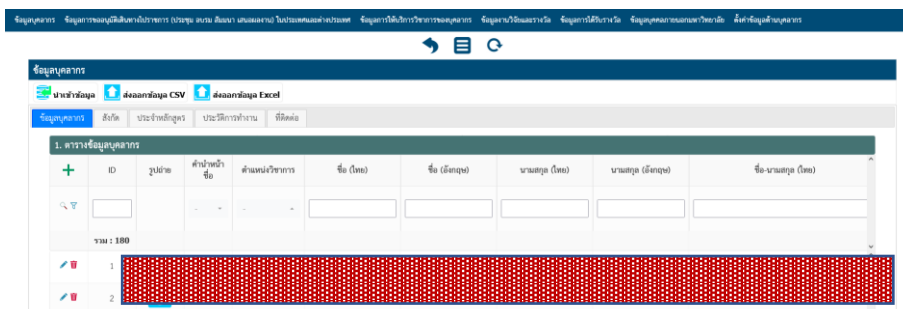 ข้อมูลบุคลากร ข้อมูลการขออนุมัติเดินทางไปราชการ (ประชุม อบรม สัมมนา เสนอผลงาน) ในประเทศและต่างประเทศ ข้อมูลการให้บริการวิชาการของบุคลากร ข้อมูลงานวิจัยและรางวัล ข้อมูลการได้รับรางวัล ข้อมูลบุคคลภายนอกมหาวิทยาลัย ตั้งค่าข้อมูลด้านบุคลากร
ข้อมูลบุคลากร
นำเข้าข้อมูล ส่งออกข้อมูล CSV ส่งออกข้อมูล Excel
ข้อมูลบุคลากร สังกัด ประจำหลักสูตร ประวัติการทำงาน ที่ติดต่อ
1. ตารางข้อมูลบุคลากร
ID รูปถ่าย คำนำหน้าชื่อ ตำแหน่งวิชาการ ชื่อ (ไทย) ชื่อ (อังกฤษ) นามสกุล (ไทย) นามสกุล (อังกฤษ) ชื่อ-นามสกุล (ไทย)
รวม : 180
1
2